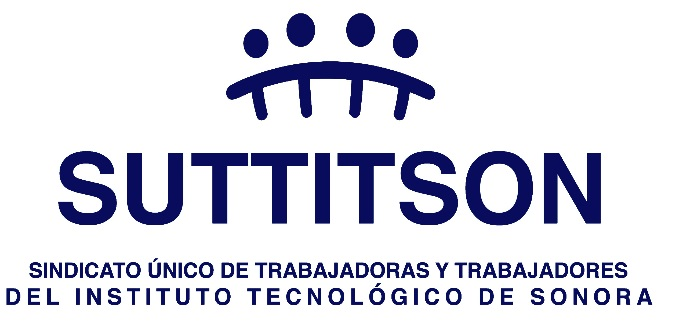 SUTTITSON
SINDICATO ÚNICO DE TRABAJADORAS Y TRABAJADORES
DEL INSTITUTO TECNOLÓGICO DE SONORA